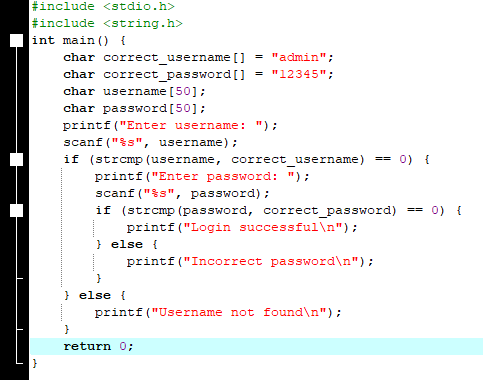 #include <stdio.h>
#include <string.h>
int main() {
    char correct_username[] = "admin";
    char correct_password[] = "12345";
    char username[50];
    char password[50];
    printf("Enter username: ");
    scanf("%s", username);
    if (strcmp(username, correct_username) == 0) {
        printf("Enter password: ");
        scanf("%s", password);
        if (strcmp(password, correct_password) == 0) {
            printf("Login successful\n");
        } else {
            printf("Incorrect password\n");
        }
    } else {
        printf("Username not found\n");
    }
    return 0;
}